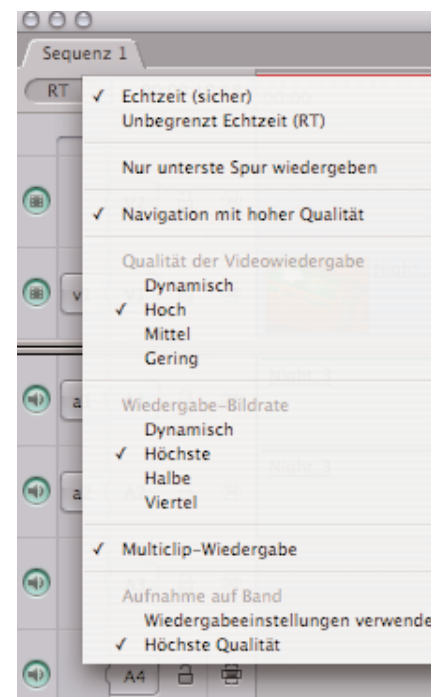 Sequenz 1
RT
✓ Echtzeit (sicher)
Unbegrenzt Echtzeit (RT)
Nur unterste Spur wiedergeben
✓ Navigation mit hoher Qualität
Qualität der Videowiedergabe
Dynamisch
✓ Hoch
Mittel
Gering
Wiedergabe-Bildrate
Dynamisch
✓ Höchste
Halbe
Viertel
✓ Multiclip-Wiedergabe
Aufnahme auf Band
Wiedergabeeinstellungen verwende
✓ Höchste Qualität
A4